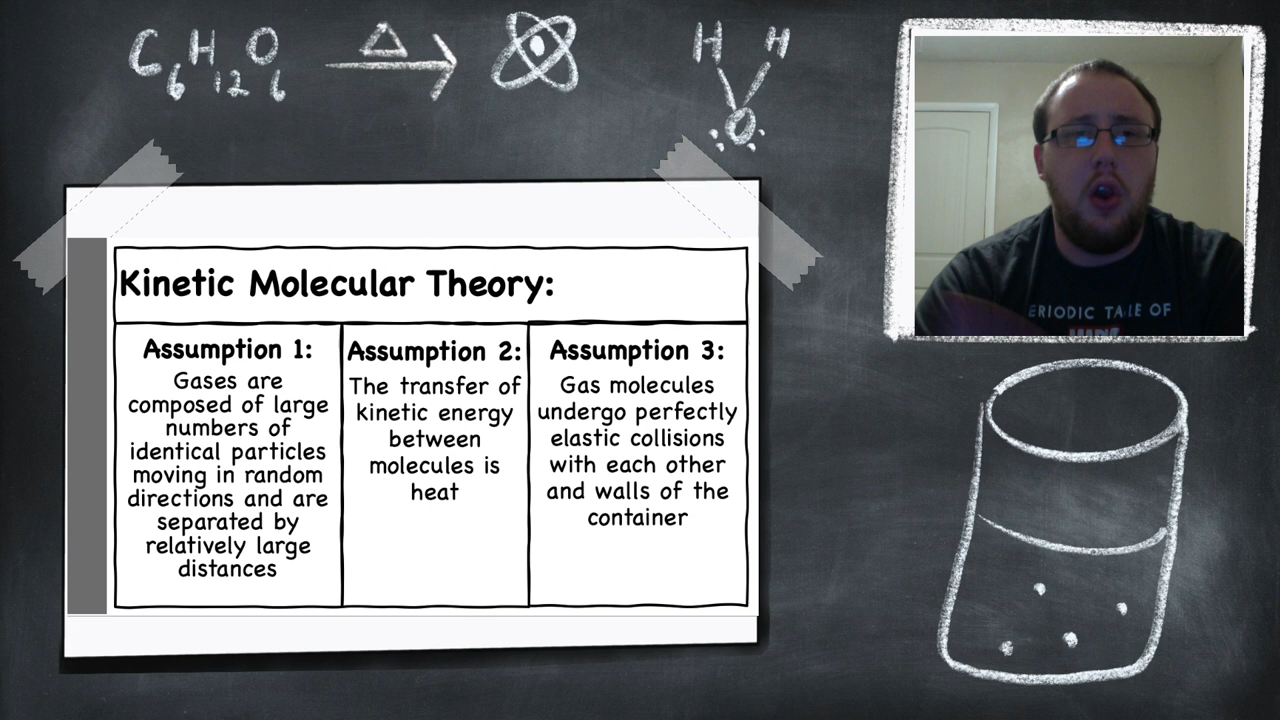 C6H12O6
Δ
H H
O
Kinetic Molecular Theory:
Assumption 1:
Gases are
composed of large
numbers of
identical particles
moving in random
directions and are
separated by
relatively large
distances
Assumption 2:
The transfer of
kinetic energy
between
molecules is
heat
Assumption 3:
Gas molecules
undergo perfectly
elastic collisions
with each other
and walls of the
container
ERIODIC TABLE OF